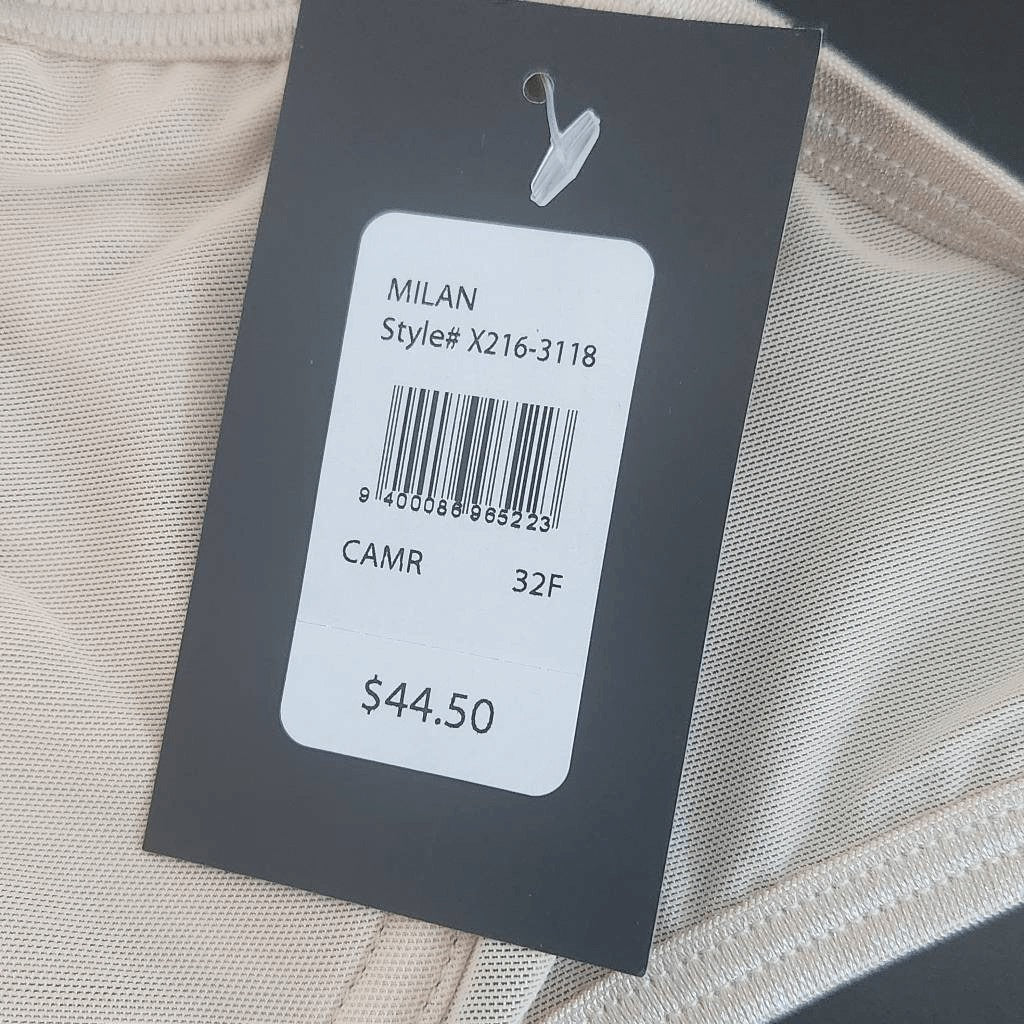 MILAN
Style# X216-3118
9 400086 965223
CAMR 32F
$44.50